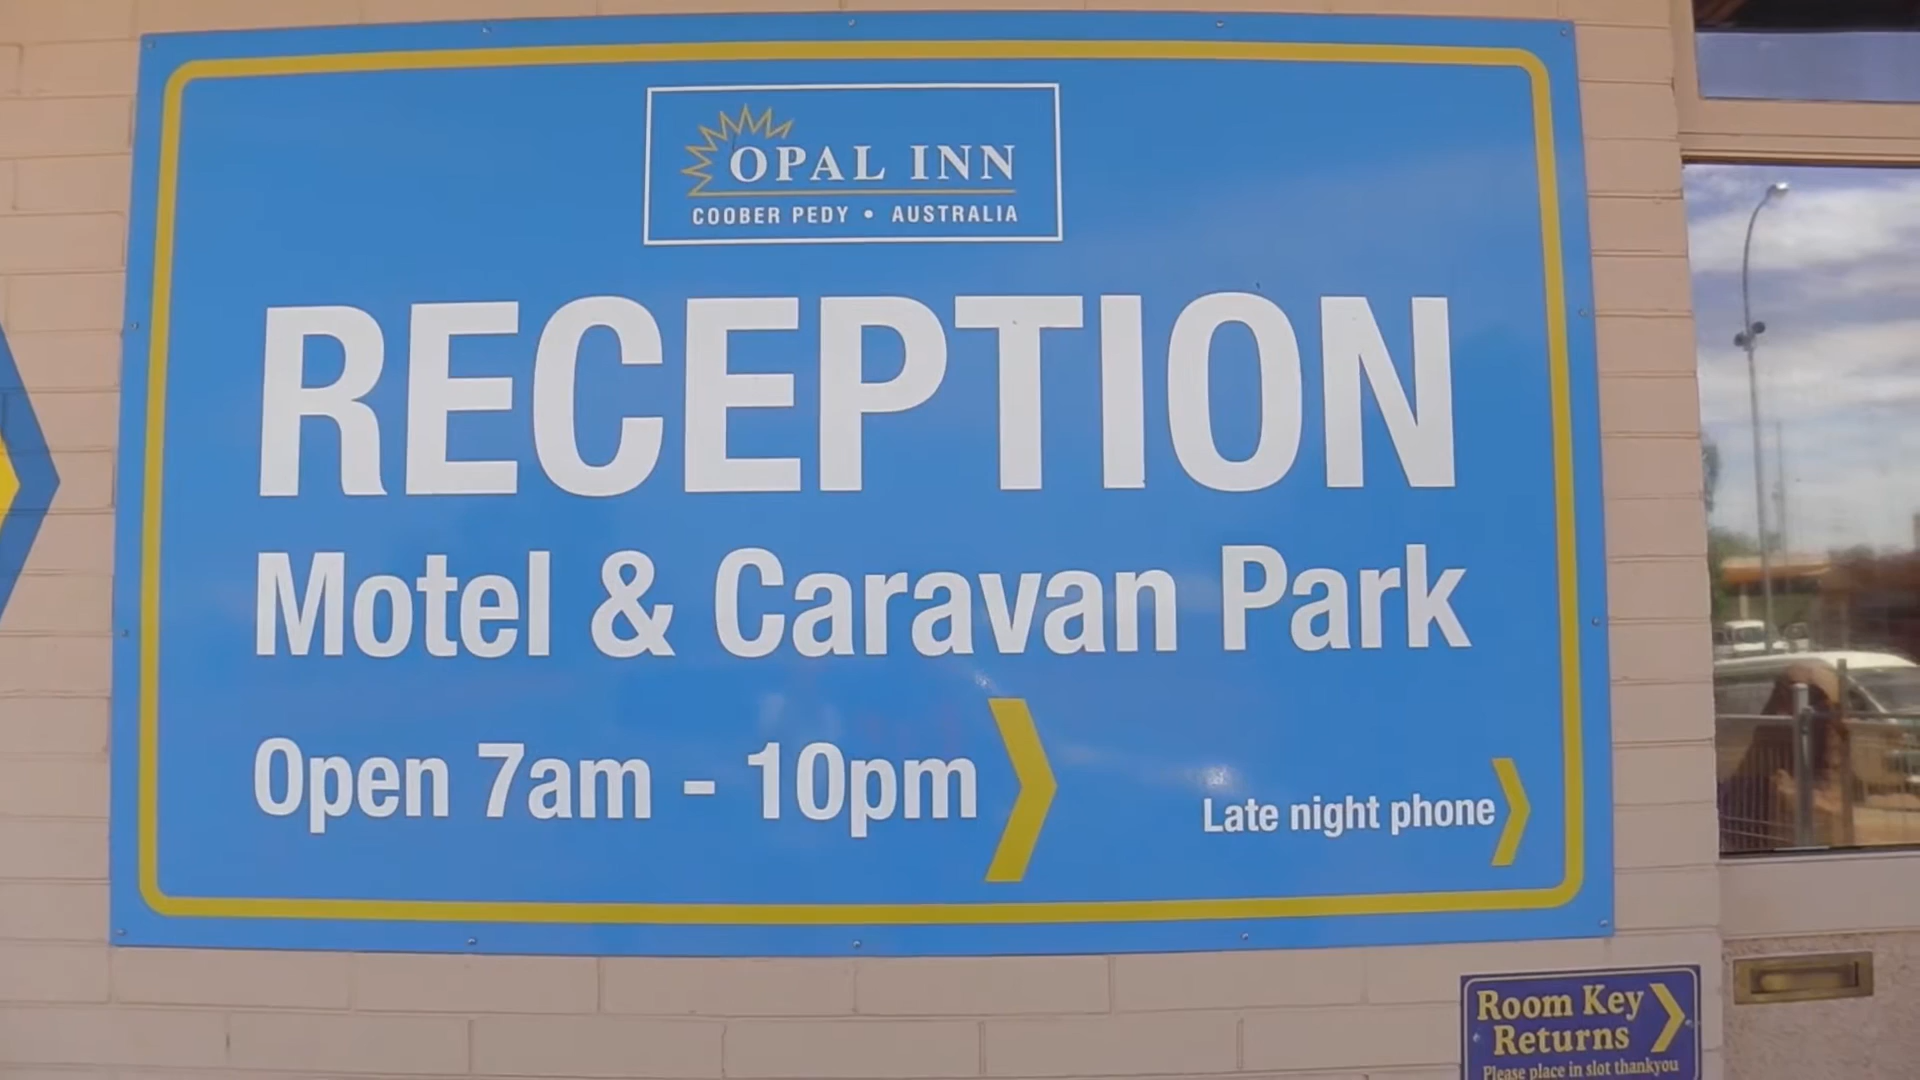 OPAL INN
COOBER PEDY • AUSTRALIA
RECEPTION
Motel & Caravan Park
Open 7am - 10pm
Late night phone
Room Key
Returns
Please place in slot thankyou